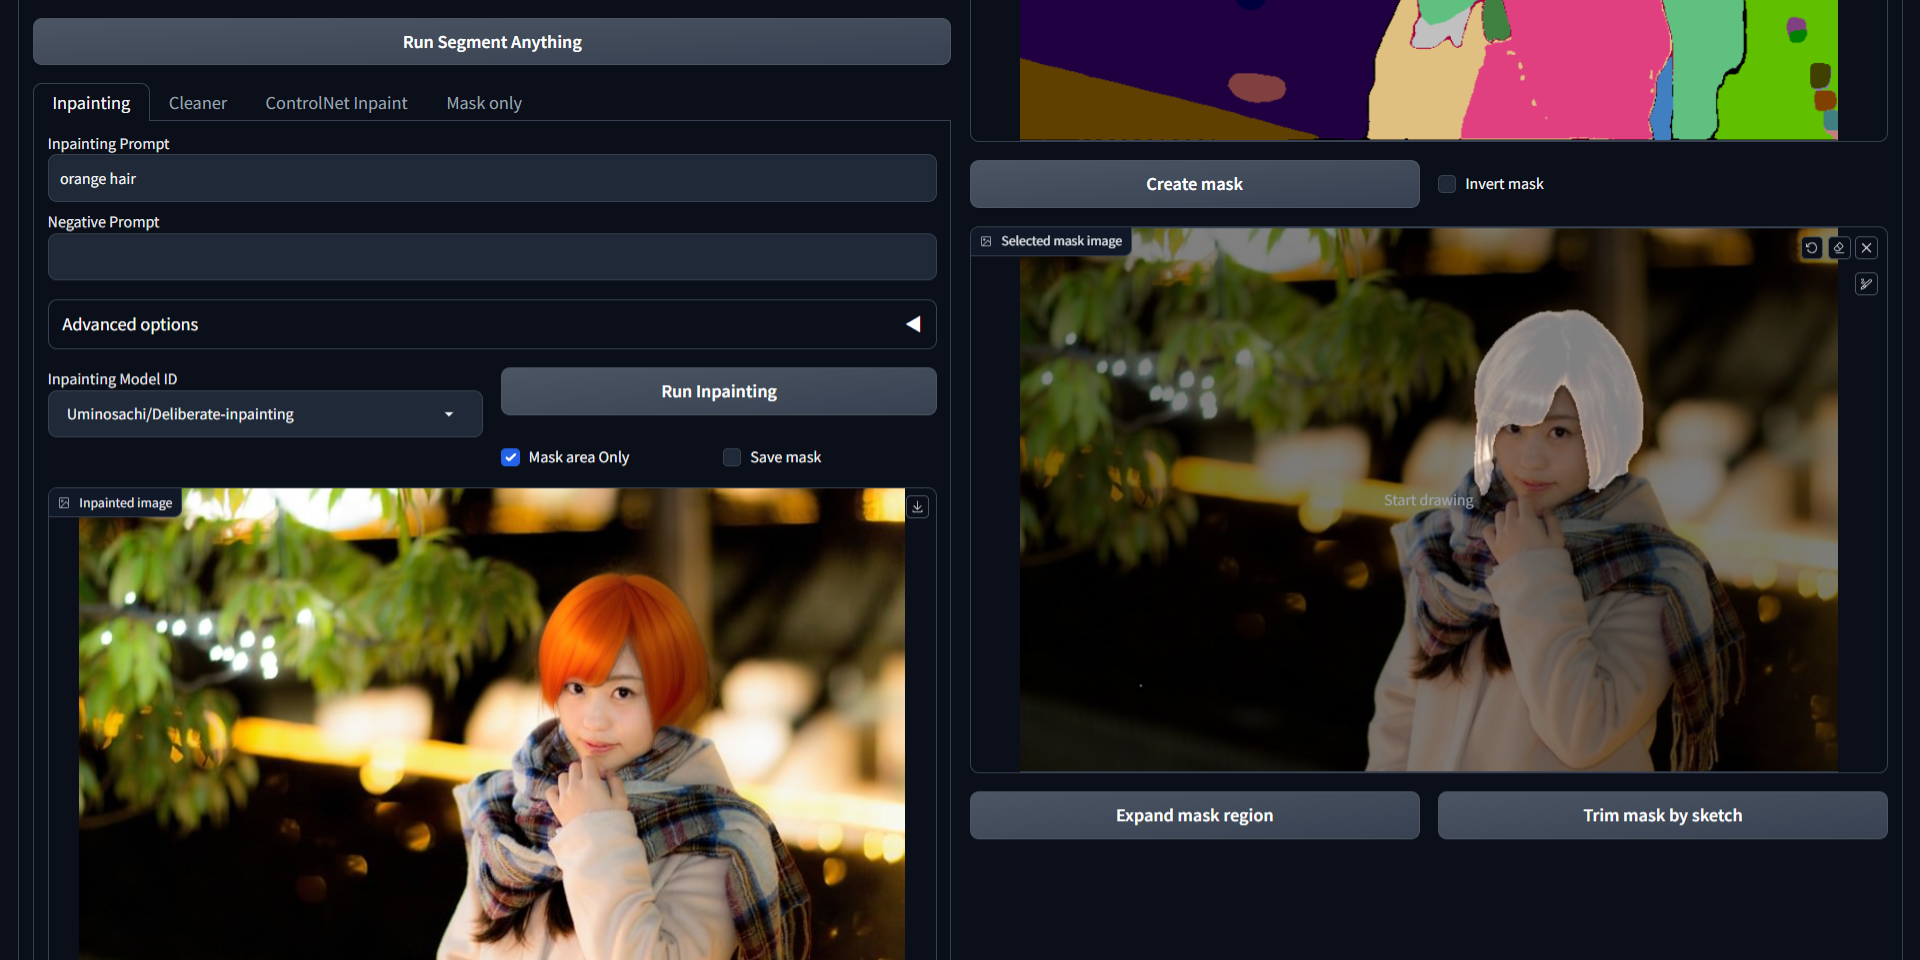 Run Segment Anything
Inpainting
Cleaner
ControlNet Inpaint
Mask only
Inpainting Prompt
orange hair
Negative Prompt
Advanced options
Inpainting Model ID
Uminosachi/Deliberate-inpainting
Run Inpainting
Mask area Only
Save mask
Inpainted image
Create mask
Invert mask
Selected mask image
Start drawing
Expand mask region
Trim mask by sketch